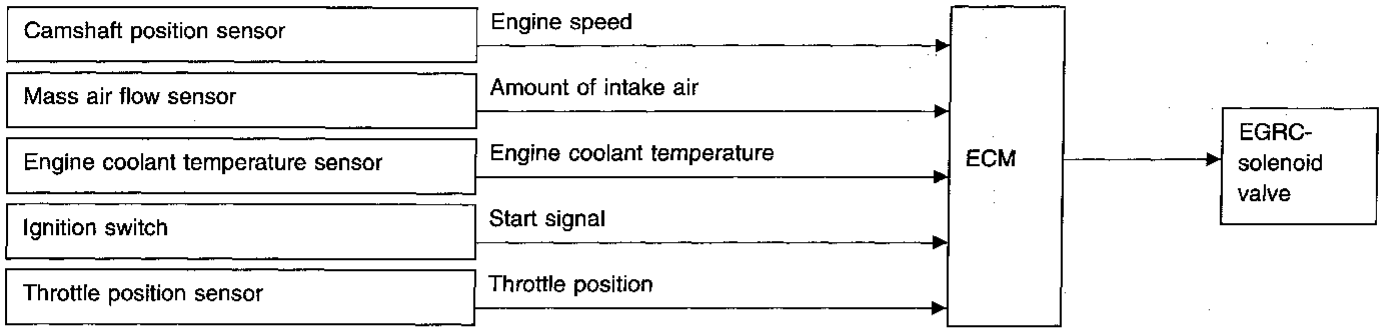 Camshaft position sensor
Engine speed
Mass air flow sensor
Amount of intake air
Engine coolant temperature sensor
Engine coolant temperature
Ignition switch
Start signal
Throttle position sensor
Throttle position
ECM
EGRC-
solenoid
valve